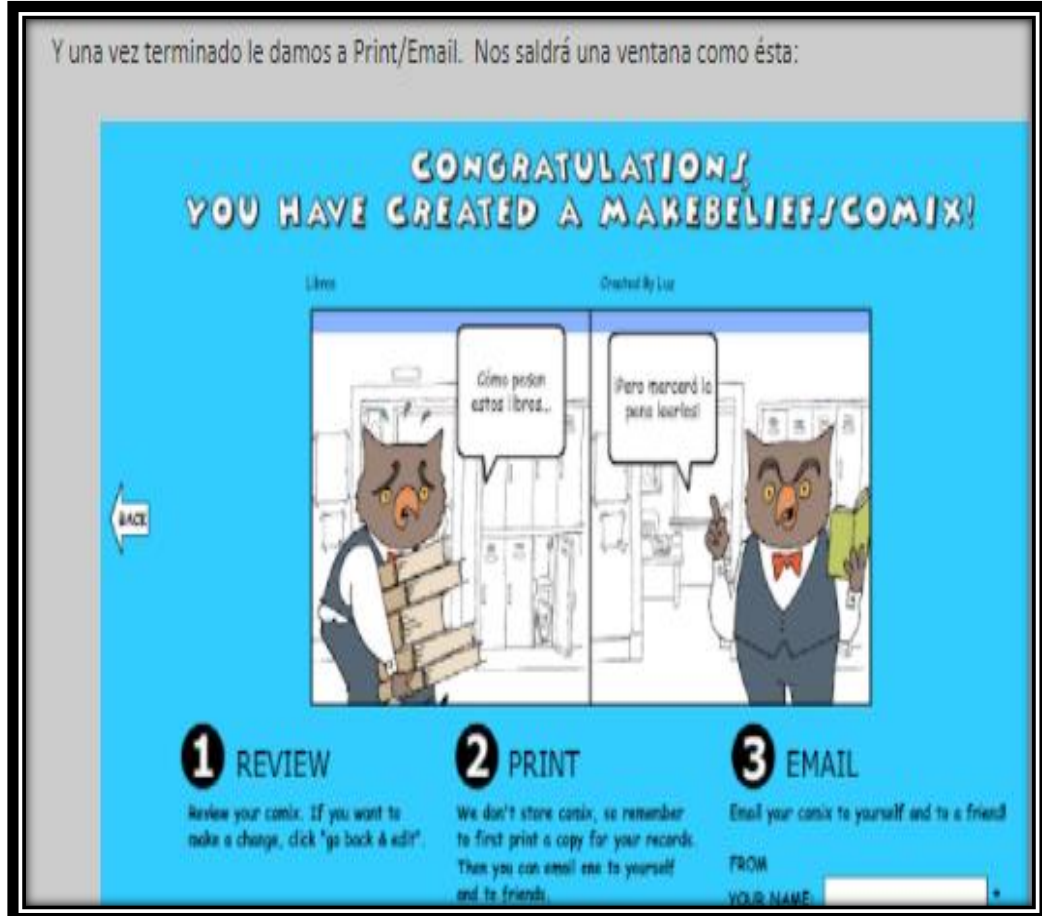 Y una vez terminado le damos a Print/Email. Nos saldrá una ventana como ésta:
CONGRATULATIONS,
YOU HAVE CREATED A MAKEBELIEFSCOMIX!
Libros
Created By Luz
Cómo pesan
estos libros...
¡Pero mercerá la
pena leerlos!
BACK
1 REVIEW
Review your comix. If you want to
make a change, click "go back & edit".
2 PRINT
We don't store comix, so remember
to first print a copy for your records.
Then you can email one to yourself
and to friends.
3 EMAIL
Email your comix to yourself and to a friend!
FROM
YOUR NAME: *